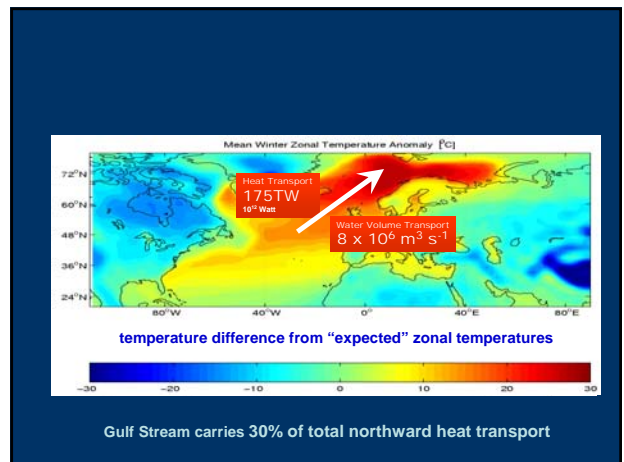 Mean Winter Zonal Temperature Anomaly [°C]
72°N
60°N
48°N
36°N
24°N
Heat Transport
175TW
10¹² Watt
Water Volume Transport
8 x 10⁶ m³ s⁻¹
80°W
40°W
0°
40°E
80°E
temperature difference from “expected” zonal temperatures
-30
-20
-10
0
10
20
30
Gulf Stream carries 30% of total northward heat transport